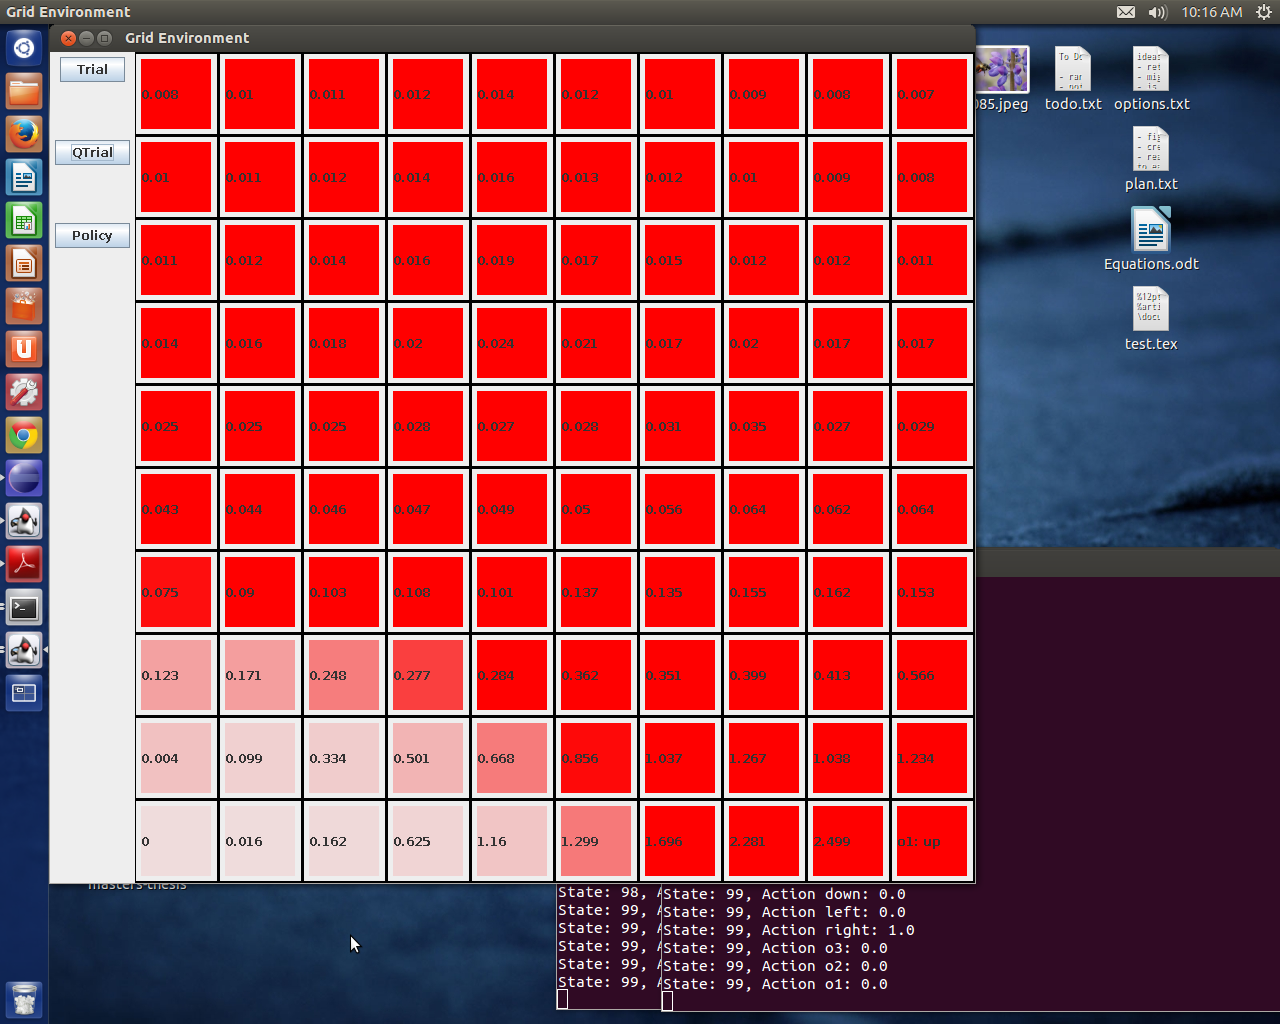 Grid Environment
10:16 AM
Grid Environment
Trial
QTrial
Policy
0.008 0.01 0.011 0.012 0.014 0.012 0.01 0.009 0.008 0.007
0.01 0.011 0.012 0.014 0.016 0.013 0.012 0.01 0.009 0.008
0.011 0.012 0.014 0.016 0.019 0.017 0.015 0.012 0.012 0.011
0.014 0.016 0.018 0.02 0.024 0.021 0.017 0.02 0.017 0.017
0.025 0.025 0.025 0.028 0.027 0.028 0.031 0.035 0.027 0.029
0.043 0.044 0.046 0.047 0.049 0.05 0.056 0.064 0.062 0.064
0.075 0.09 0.103 0.108 0.101 0.137 0.135 0.155 0.162 0.153
0.123 0.171 0.248 0.277 0.284 0.362 0.351 0.399 0.413 0.566
0.004 0.099 0.334 0.501 0.668 0.856 1.037 1.267 1.038 1.234
0 0.016 0.162 0.625 1.16 1.299 1.696 2.281 2.499 o1: up
085.jpeg
todo.txt
options.txt
plan.txt
Equations.odt
test.tex
masters-thesis
State: 98, A
State: 99, A
State: 99, A
State: 99, A
State: 99, A
State: 99, A
State: 99, Action down: 0.0
State: 99, Action left: 0.0
State: 99, Action right: 1.0
State: 99, Action o3: 0.0
State: 99, Action o2: 0.0
State: 99, Action o1: 0.0